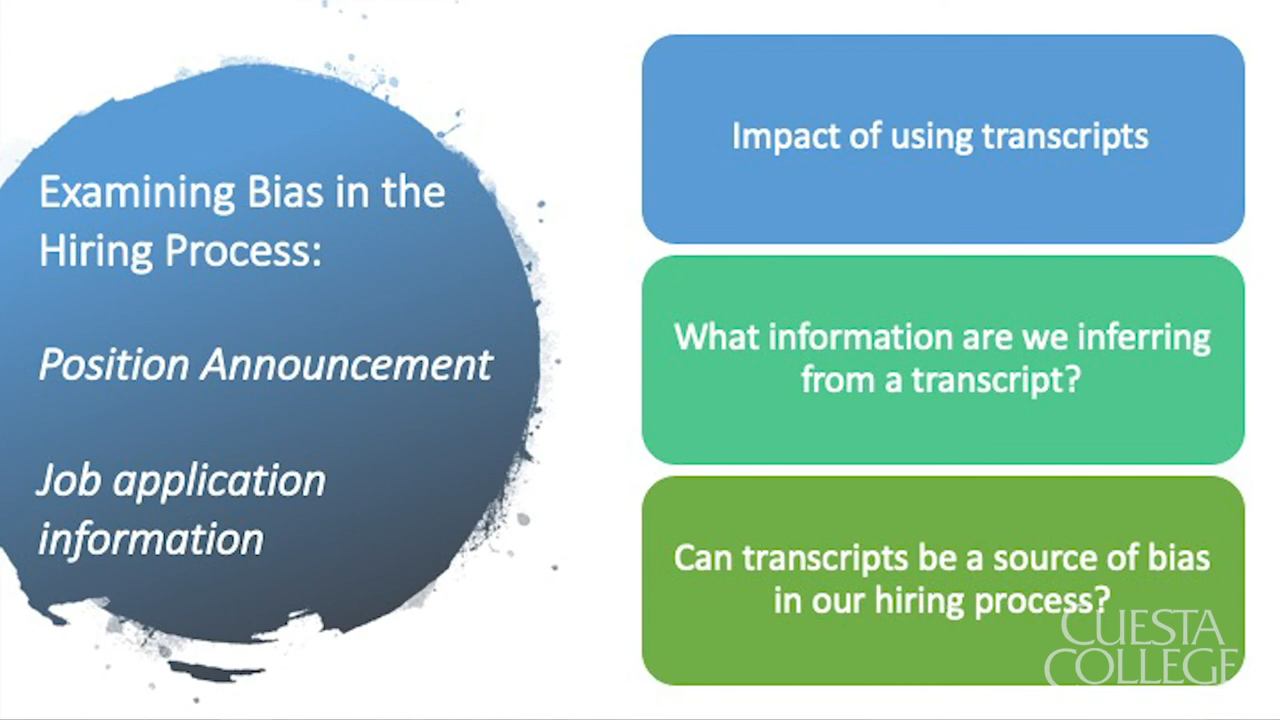 Examining Bias in the
Hiring Process:
Position Announcement
Job application
information
Impact of using transcripts
What information are we inferring
from a transcript?
Can transcripts be a source of bias
in our hiring process?
CUESTA
COLLEGE